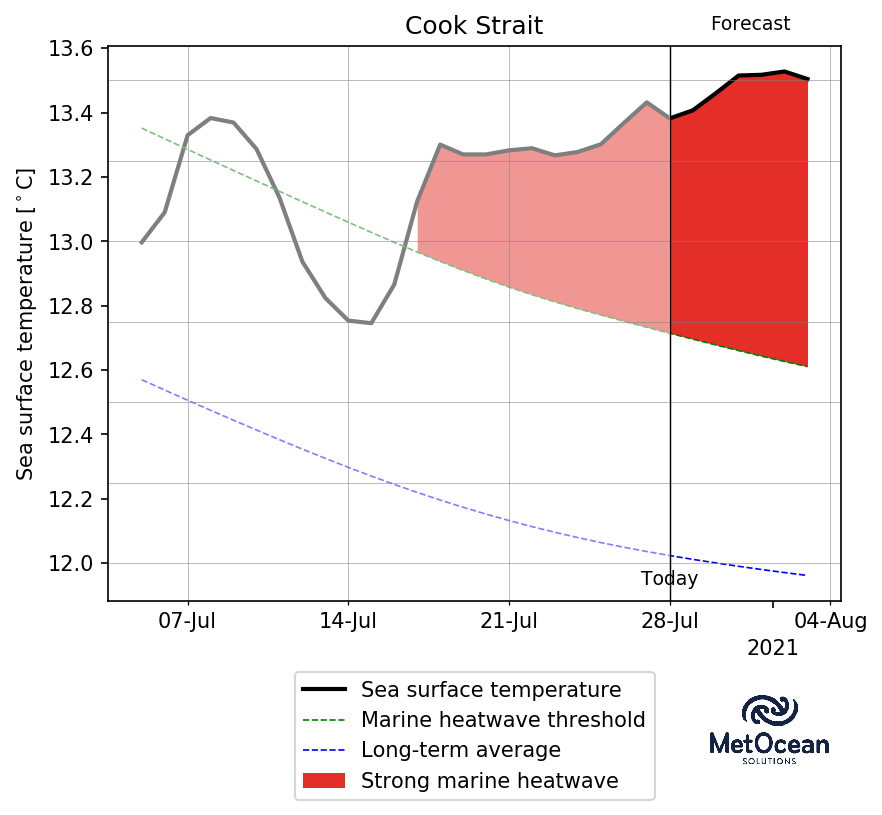 Cook Strait
Forecast
Sea surface temperature [°C]
13.6
13.4
13.2
13.0
12.8
12.6
12.4
12.2
12.0
Today
07-Jul
14-Jul
21-Jul
28-Jul
04-Aug
2021
Sea surface temperature
Marine heatwave threshold
Long-term average
Strong marine heatwave
MetOcean
SOLUTIONS